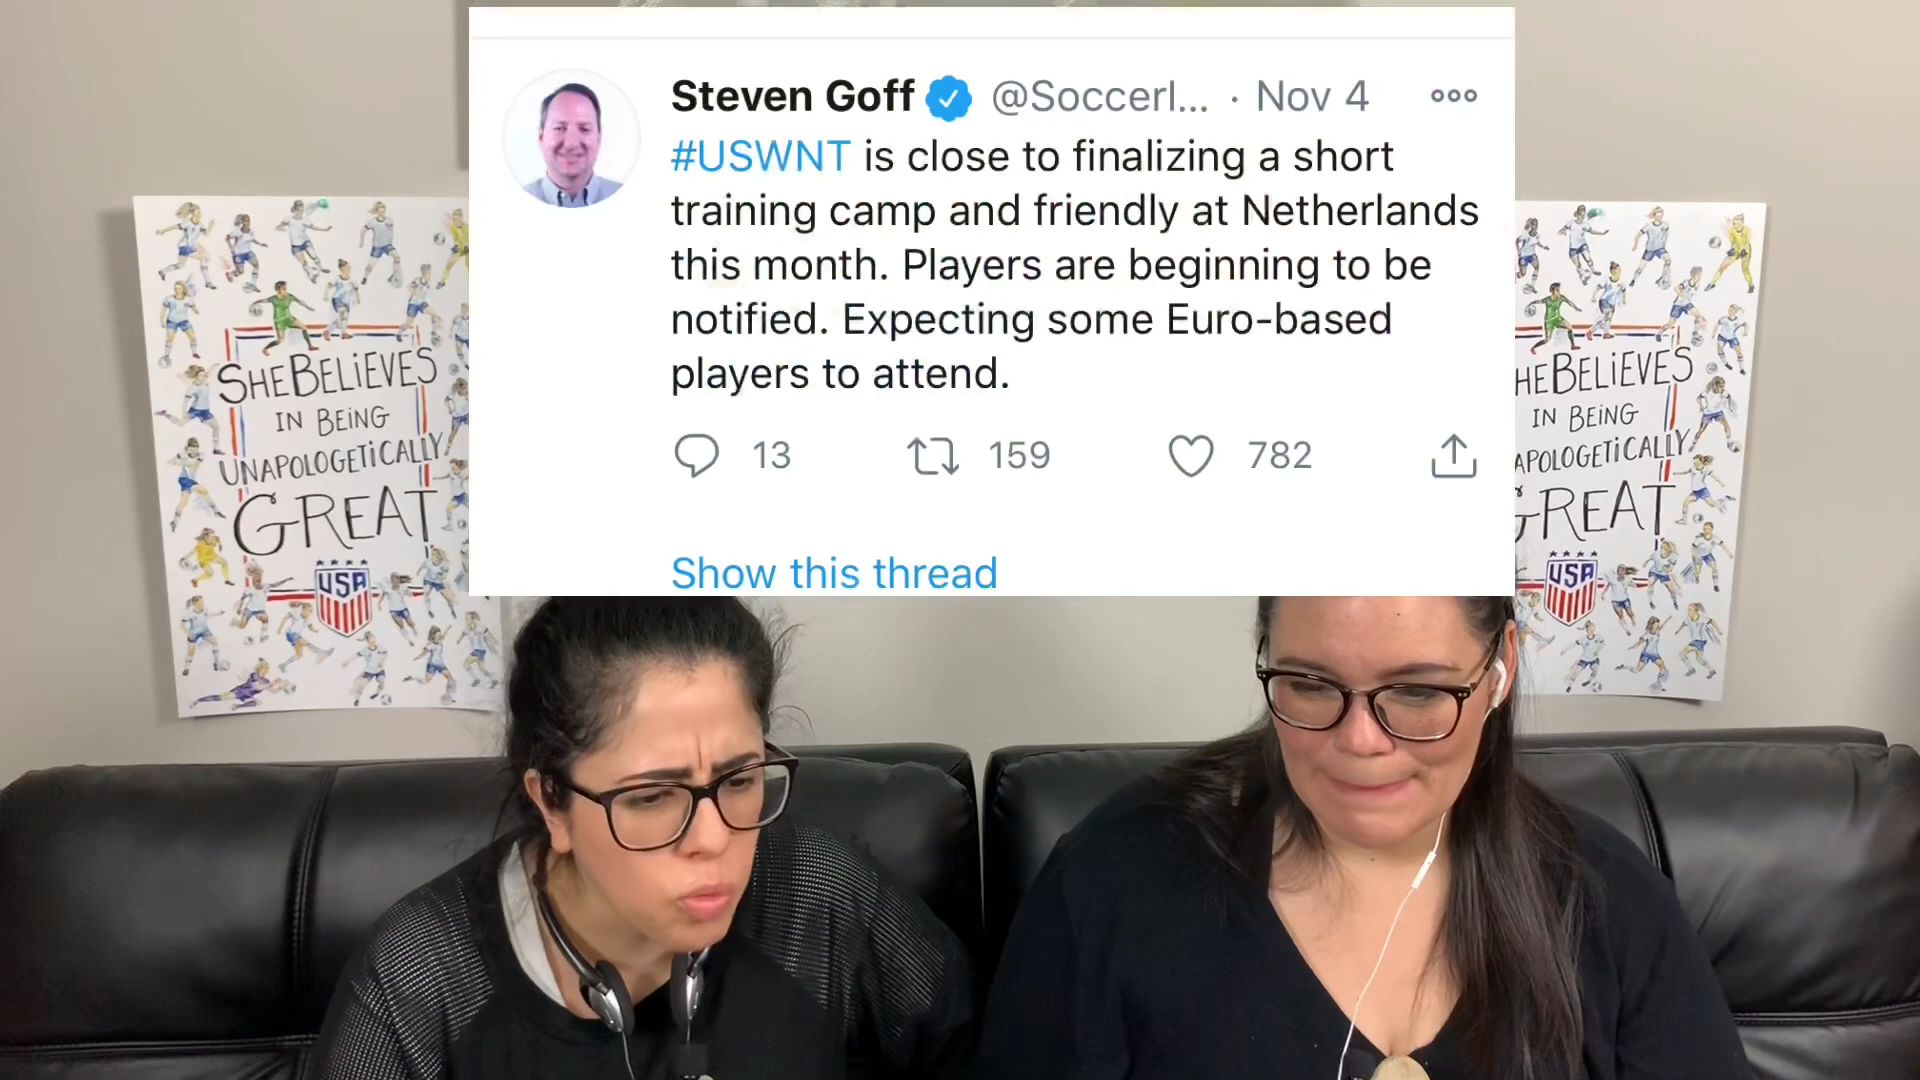 Steven Goff @Soccerl... · Nov 4
#USWNT is close to finalizing a short
training camp and friendly at Netherlands
this month. Players are beginning to be
notified. Expecting some Euro-based
players to attend.
13 159 782
Show this thread
SHEBELiEVES
iN BEiNG
UNAPOLOGETiCALLY
GREAT
USA
HEBELiEVES
IN BEiNG
APOLOGETiCALLY
GREAT
USA